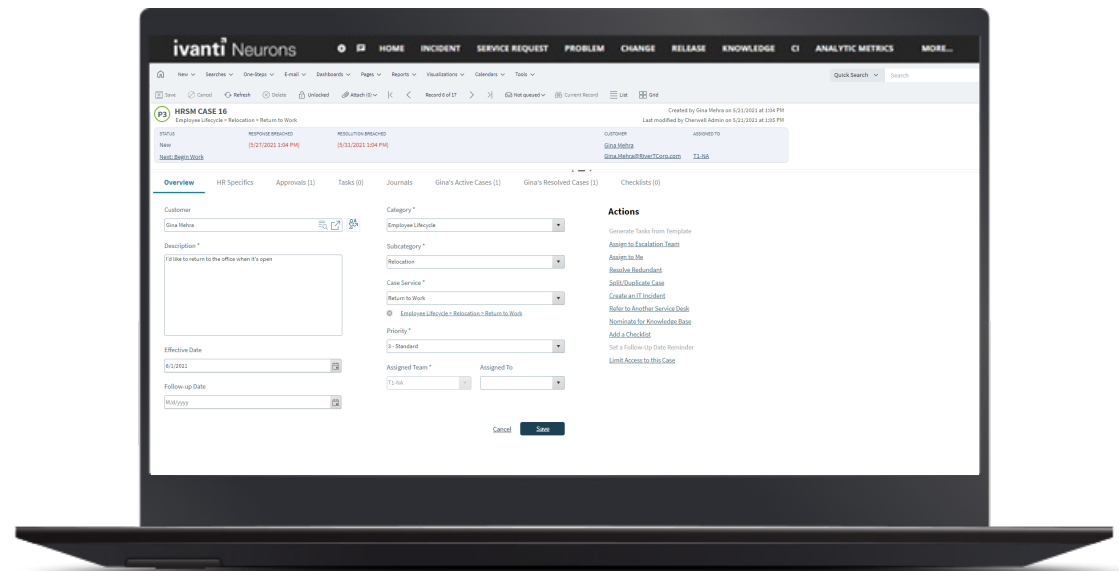 ivanti Neurons HOME INCIDENT SERVICE REQUEST PROBLEM CHANGE RELEASE KNOWLEDGE CI ANALYTIC METRICS MORE...
New Searches One-Steps E-mail Dashboards Pages Reports Visualizations Calendars Tools Quick Search Search
Save Cancel Refresh Delete Unlocked Attach (0) Record 6 of 17 Not queued Current Record List Grid
P3 HRSM CASE 16 Created by Gina Mehra on 5/21/2021 at 1:04 PM
Employee Lifecycle = Relocation = Return to Work Last modified by Cherwell Admin on 5/21/2021 at 1:05 PM
STATUS RESPONSE BREACHED RESOLUTION BREACHED CUSTOMER ASSIGNED TO
New (5/27/2021 1:04 PM) (5/31/2021 1:04 PM) Gina Mehra
Next: Begin Work Gina.Mehra@RiverTCorp.com T1-NA
Overview HR Specifics Approvals (1) Tasks (0) Journals Gina's Active Cases (1) Gina's Resolved Cases (1) Checklists (0)
Customer
Gina Mehra
Description *
I'd like to return to the office when it's open
Effective Date
6/1/2021
Follow-up Date
M/d/yyyy
Category *
Employee Lifecycle
Subcategory *
Relocation
Case Service *
Return to Work
Employee Lifecycle = Relocation = Return to Work
Priority *
3 - Standard
Assigned Team * Assigned To
T1-NA
Cancel Save
Actions
Generate Tasks from Template
Assign to Escalation Team
Assign to Me
Resolve Redundant
Split/Duplicate Case
Create an IT Incident
Refer to Another Service Desk
Nominate for Knowledge Base
Add a Checklist
Set a Follow-Up Date Reminder
Limit Access to this Case